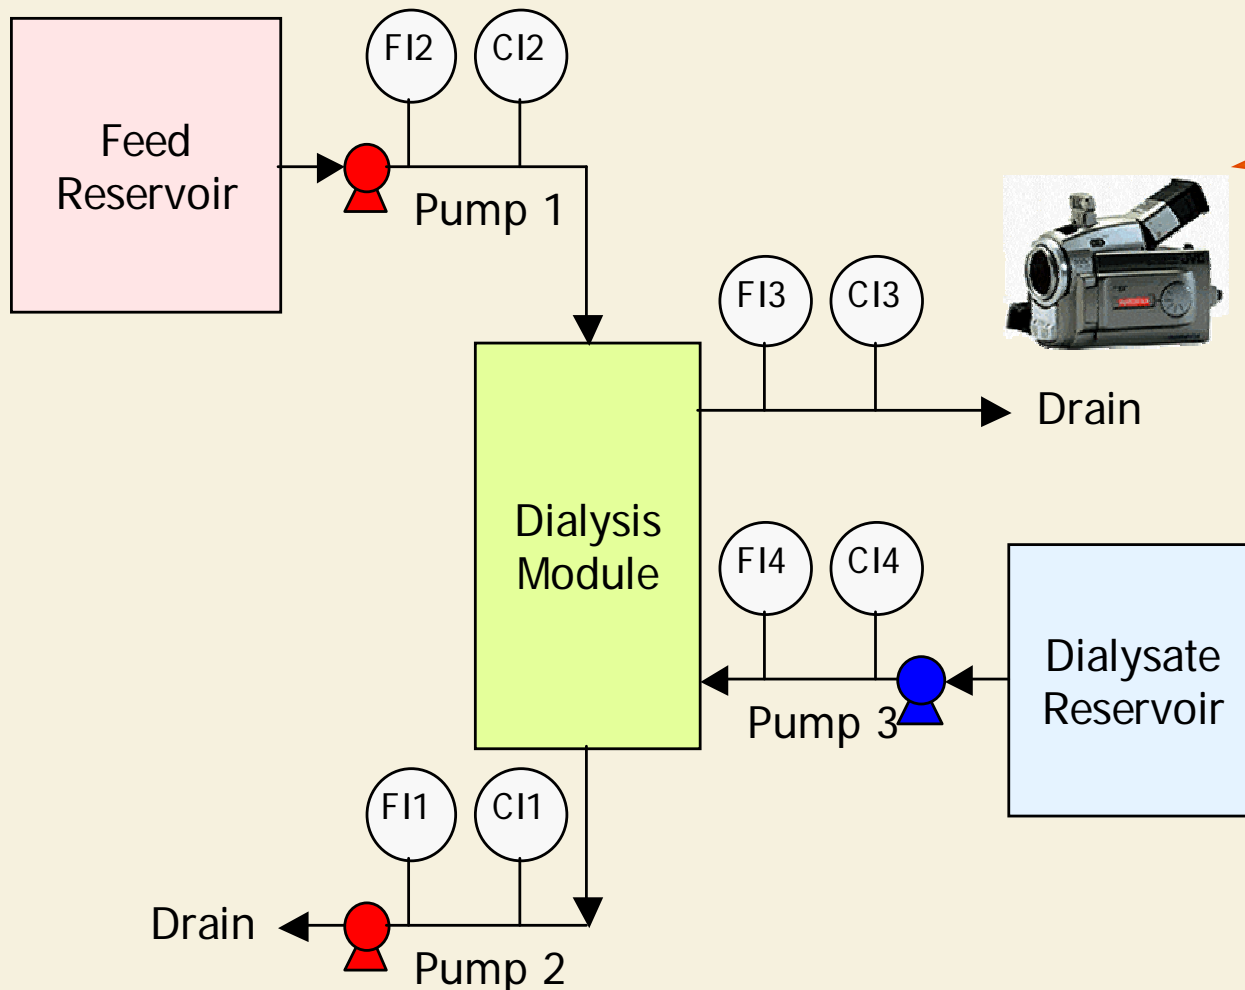 FI2
CI2
Feed
Reservoir
Pump 1
FI3
CI3
Drain
Dialysis
Module
FI4
CI4
Dialysate
Reservoir
Pump 3
FI1
CI1
Drain
Pump 2